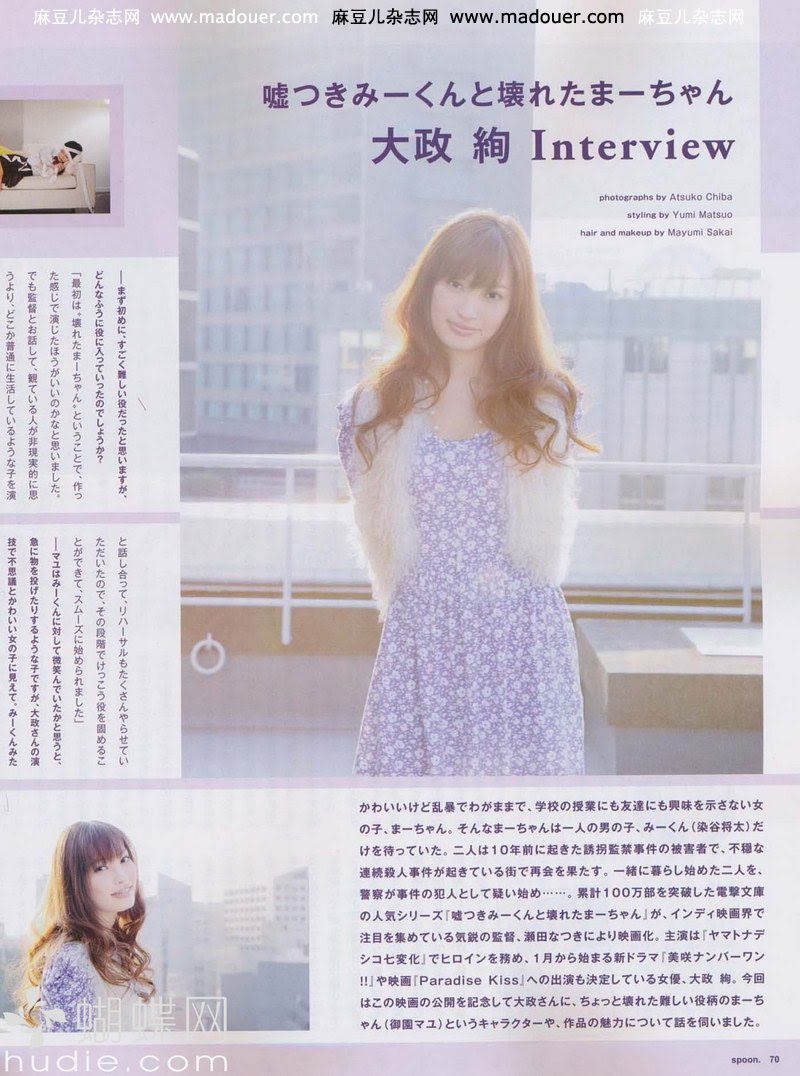 麻豆儿杂志网 www.madouer.com 麻豆儿杂志网 www.madouer.com 麻豆儿杂志网
嘘つきみーくんと壊れたまーちゃん
大政 絢 Interview
photographs by Atsuko Chiba
styling by Yumi Matsuo
hair and makeup by Mayumi Sakai
──まず初めに、すごく難しい役だったと思いますが、
どんなふうに役に入っていったのでしょうか?
「最初は〝壊れたまーちゃん〟ということで、作っ
た感じで演じたほうがいいのかなと思いました。
でも監督とお話して、観ている人が非現実的に思
うより、どこか普通に生活しているような子を演
と話し合って、リハーサルもたくさんやらせてい
ただいたので、その段階でけっこう役を固めるこ
とができて、スムーズに始められました」
──マユはみーくんに対して微笑んでいたかと思うと、
急に物を投げたりするような子ですが、大政さんの演
技で不思議とかわいい女の子に見えて。みーくんみた
かわいいけど乱暴でわがままで、学校の授業にも友達にも興味を示さない女
の子、まーちゃん。そんなまーちゃんは一人の男の子、みーくん(染谷将太)だ
けを待っていた。二人は10年前に起きた誘拐監禁事件の被害者で、不穏な
連続殺人事件が起きている街で再会を果たす。一緒に暮らし始めた二人を、
警察が事件の犯人として疑い始め……。累計100万部を突破した電撃文庫
の人気シリーズ『嘘つきみーくんと壊れたまーちゃん』が、インディ映画界で
注目を集めている気鋭の監督、瀬田なつきにより映画化。主演は『ヤマトナデ
シコ七変化』でヒロインを務め、1月から始まる新ドラマ『美咲ナンバーワン
!!』や映画『Paradise Kiss』への出演も決定している女優、大政 絢。今回
はこの映画の公開を記念して大政さんに、ちょっと壊れた難しい役柄のまーち
ゃん(御園マユ)というキャラクターや、作品の魅力について話を伺いました。
蝴蝶网
hudie.com
spoon. 70